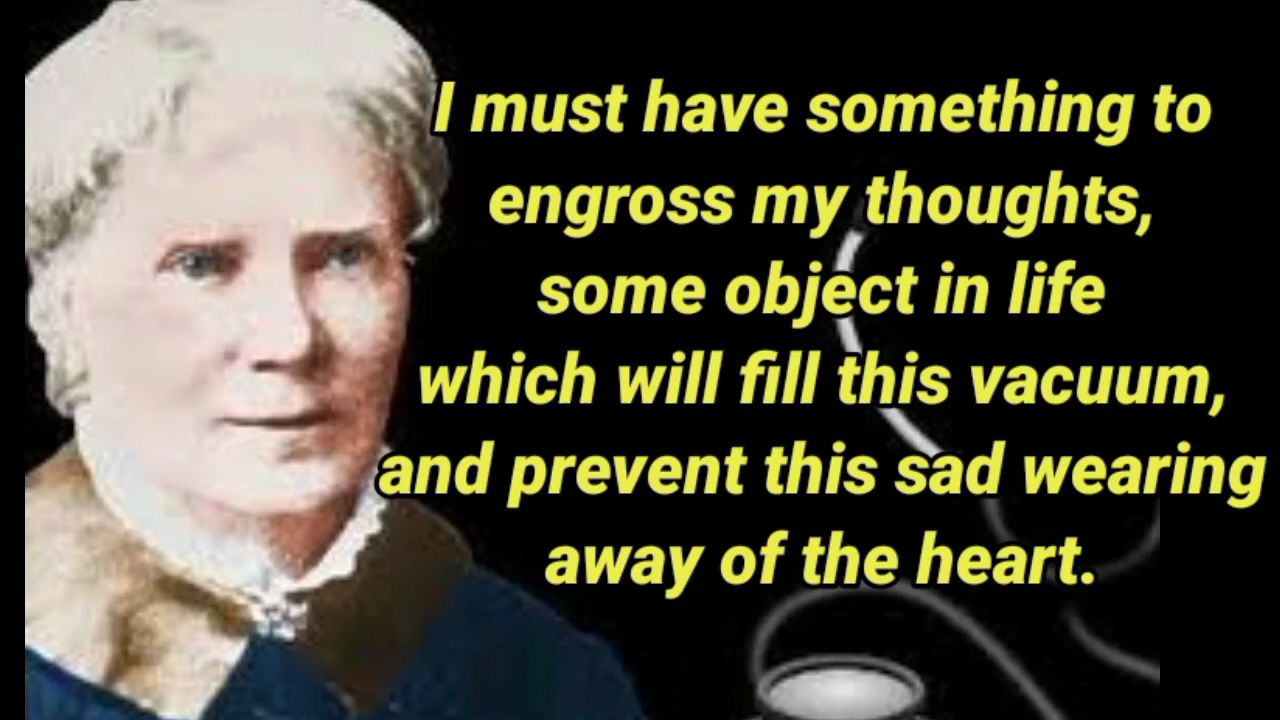 I must have something to
engross my thoughts,
some object in life
which will fill this vacuum,
and prevent this sad wearing
away of the heart.